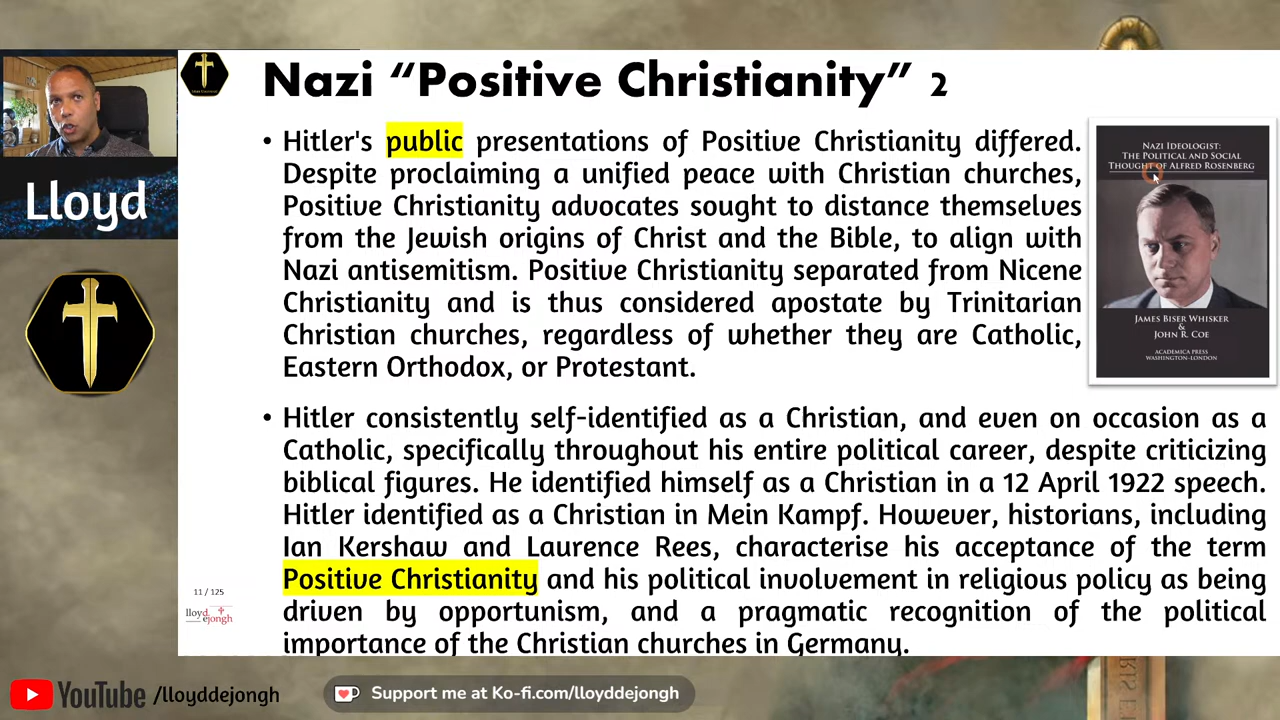 Nazi “Positive Christianity” 2
• Hitler's public presentations of Positive Christianity differed.
Despite proclaiming a unified peace with Christian churches,
Positive Christianity advocates sought to distance themselves
from the Jewish origins of Christ and the Bible, to align with
Nazi antisemitism. Positive Christianity separated from Nicene
Christianity and is thus considered apostate by Trinitarian
Christian churches, regardless of whether they are Catholic,
Eastern Orthodox, or Protestant.
NAZI IDEOLOGIST:
THE POLITICAL AND SOCIAL
THOUGHT OF ALFRED ROSENBERG
JAMES BISER WHISKER
&
JOHN R. COE
ACADEMICA PRESS
WASHINGTON~LONDON
• Hitler consistently self-identified as a Christian, and even on occasion as a
Catholic, specifically throughout his entire political career, despite criticizing
biblical figures. He identified himself as a Christian in a 12 April 1922 speech.
Hitler identified as a Christian in Mein Kampf. However, historians, including
Ian Kershaw and Laurence Rees, characterise his acceptance of the term
Positive Christianity and his political involvement in religious policy as being
driven by opportunism, and a pragmatic recognition of the political
importance of the Christian churches in Germany.
Lloyd
11 / 125
lloyd
dejongh
YouTube /lloyddejongh
Support me at Ko-fi.com/lloyddejongh